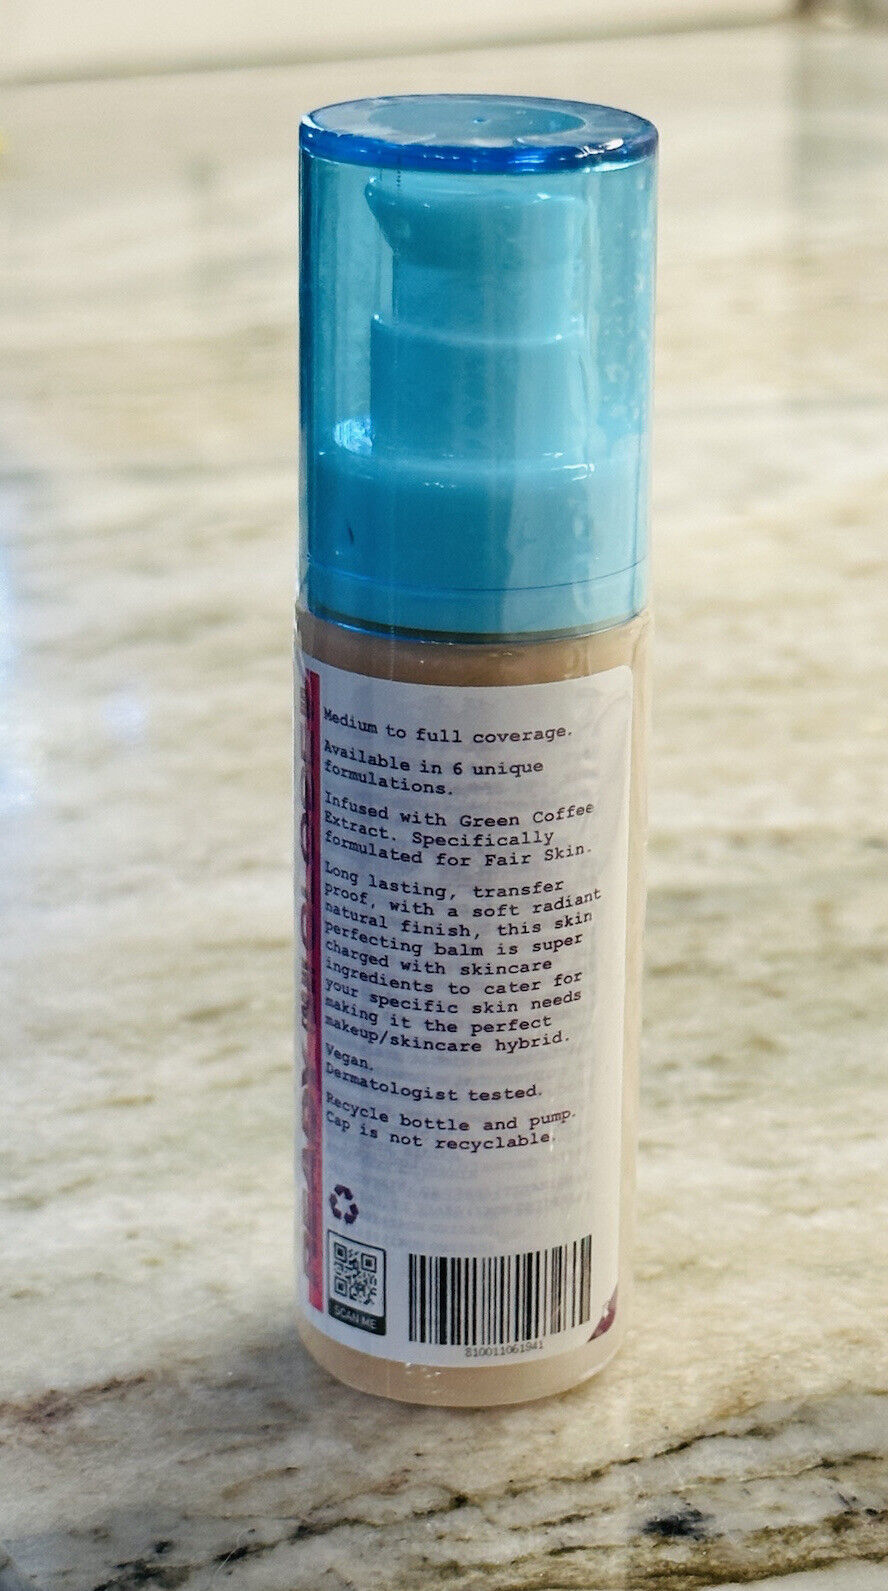 Medium to full coverage.
Available in 6 unique
formulations.
Infused with Green Coffee
Extract. Specifically
formulated for Fair Skin.
Long lasting, transfer
proof, with a soft radiant
natural finish, this skin
perfecting balm is super
charged with skincare
ingredients to cater for
your specific skin needs
making it the perfect
makeup/skincare hybrid.
Vegan.
Dermatologist tested.
Recycle bottle and pump.
Cap is not recyclable.
SCAN ME
810011061941